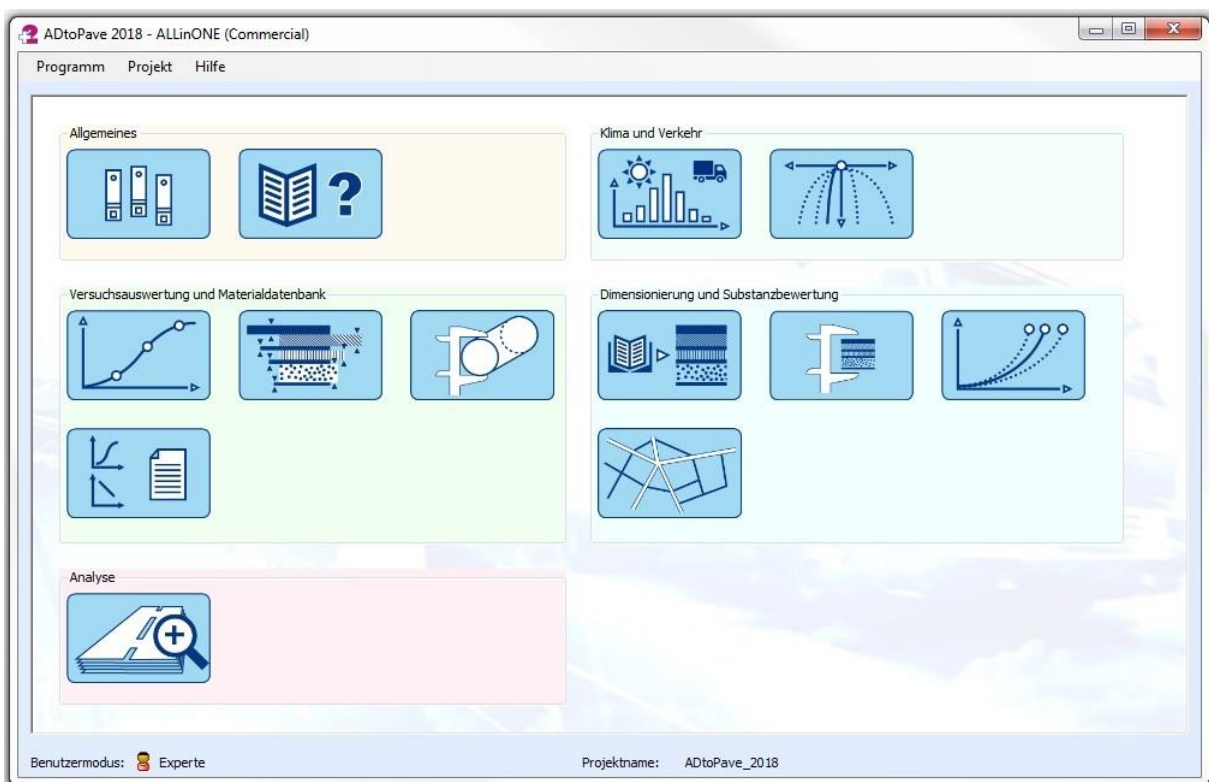 ADtoPave 2018 - ALLinONE (Commercial)
Programm Projekt Hilfe
Allgemeines
?
Klima und Verkehr
Versuchsauswertung und Materialdatenbank
Dimensionierung und Substanzbewertung
Analyse
Benutzermodus: Experte
Projektname: ADtoPave_2018